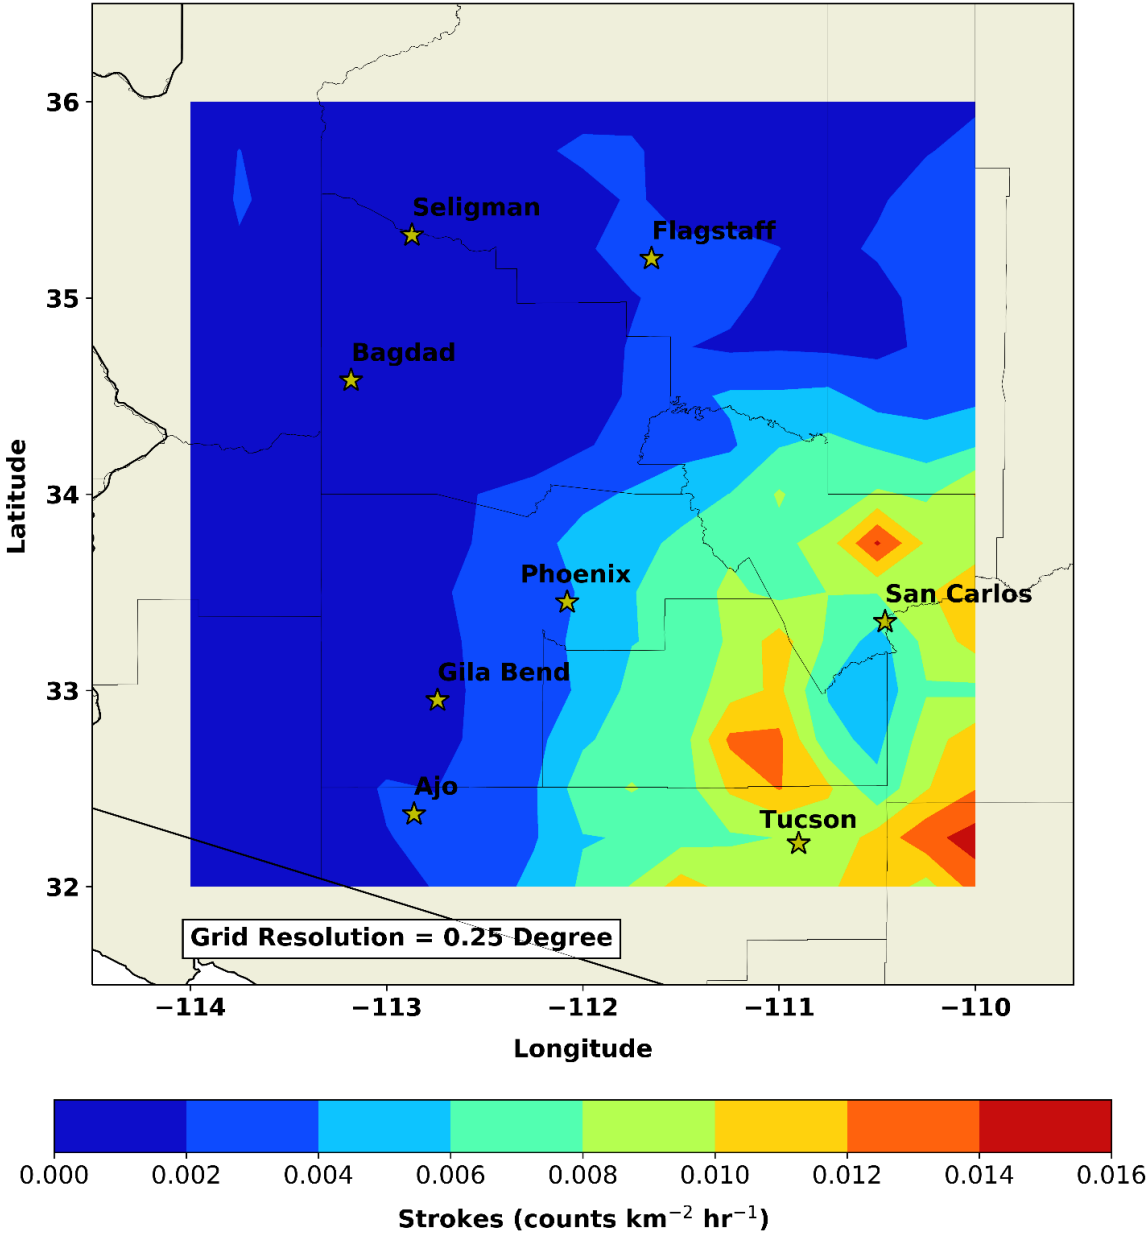 36
35
34
33
32
Latitude
Seligman
Flagstaff
Bagdad
Phoenix
San Carlos
Gila Bend
Ajo
Tucson
Grid Resolution = 0.25 Degree
−114 −113 −112 −111 −110
Longitude
0.000 0.002 0.004 0.006 0.008 0.010 0.012 0.014 0.016
Strokes (counts km⁻² hr⁻¹)